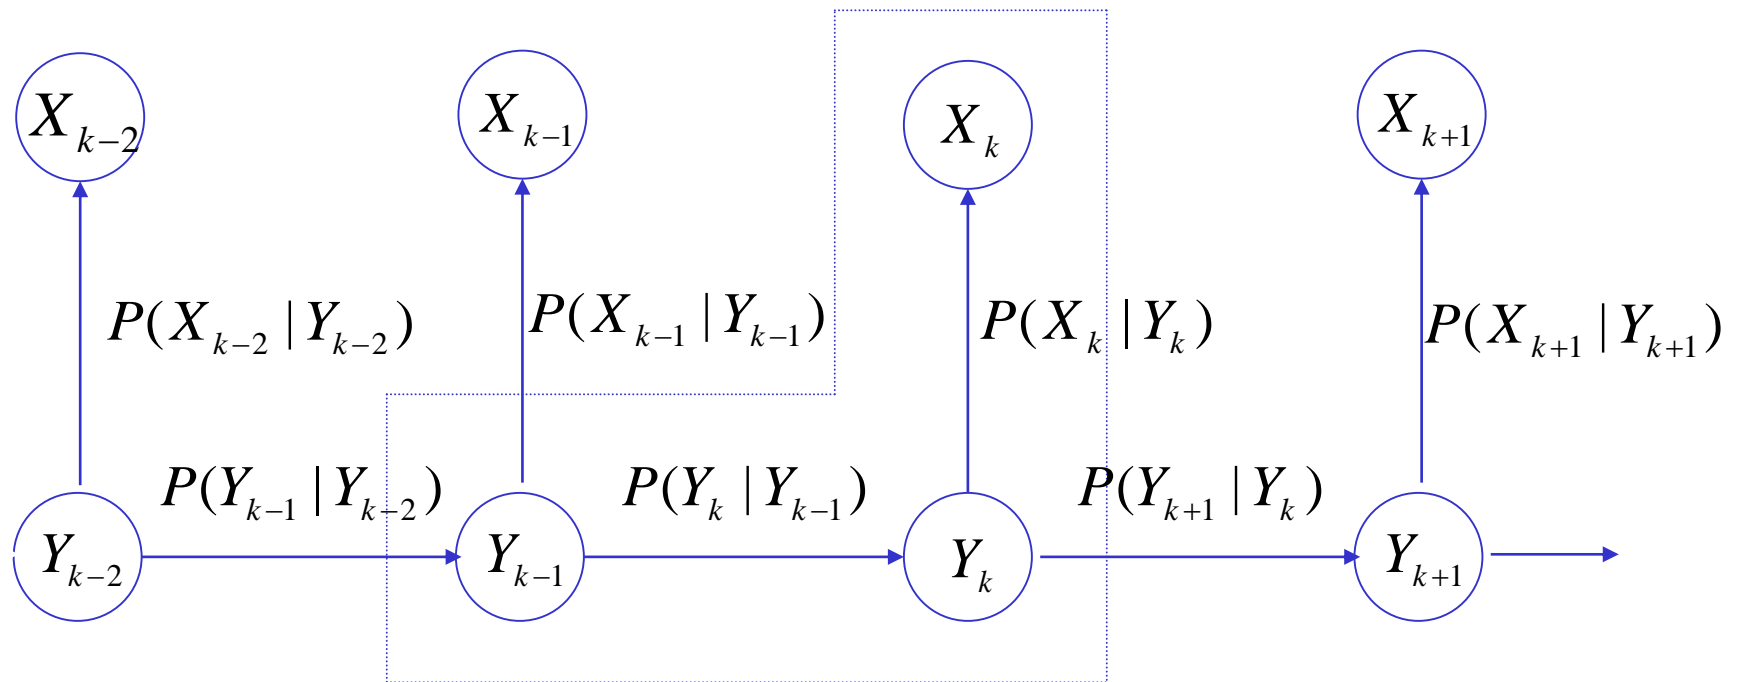 X_{k-2} X_{k-1} X_k X_{k+1}
P(X_{k-2} | Y_{k-2}) P(X_{k-1} | Y_{k-1}) P(X_k | Y_k) P(X_{k+1} | Y_{k+1})
P(Y_{k-1} | Y_{k-2}) P(Y_k | Y_{k-1}) P(Y_{k+1} | Y_k)
Y_{k-2} Y_{k-1} Y_k Y_{k+1}